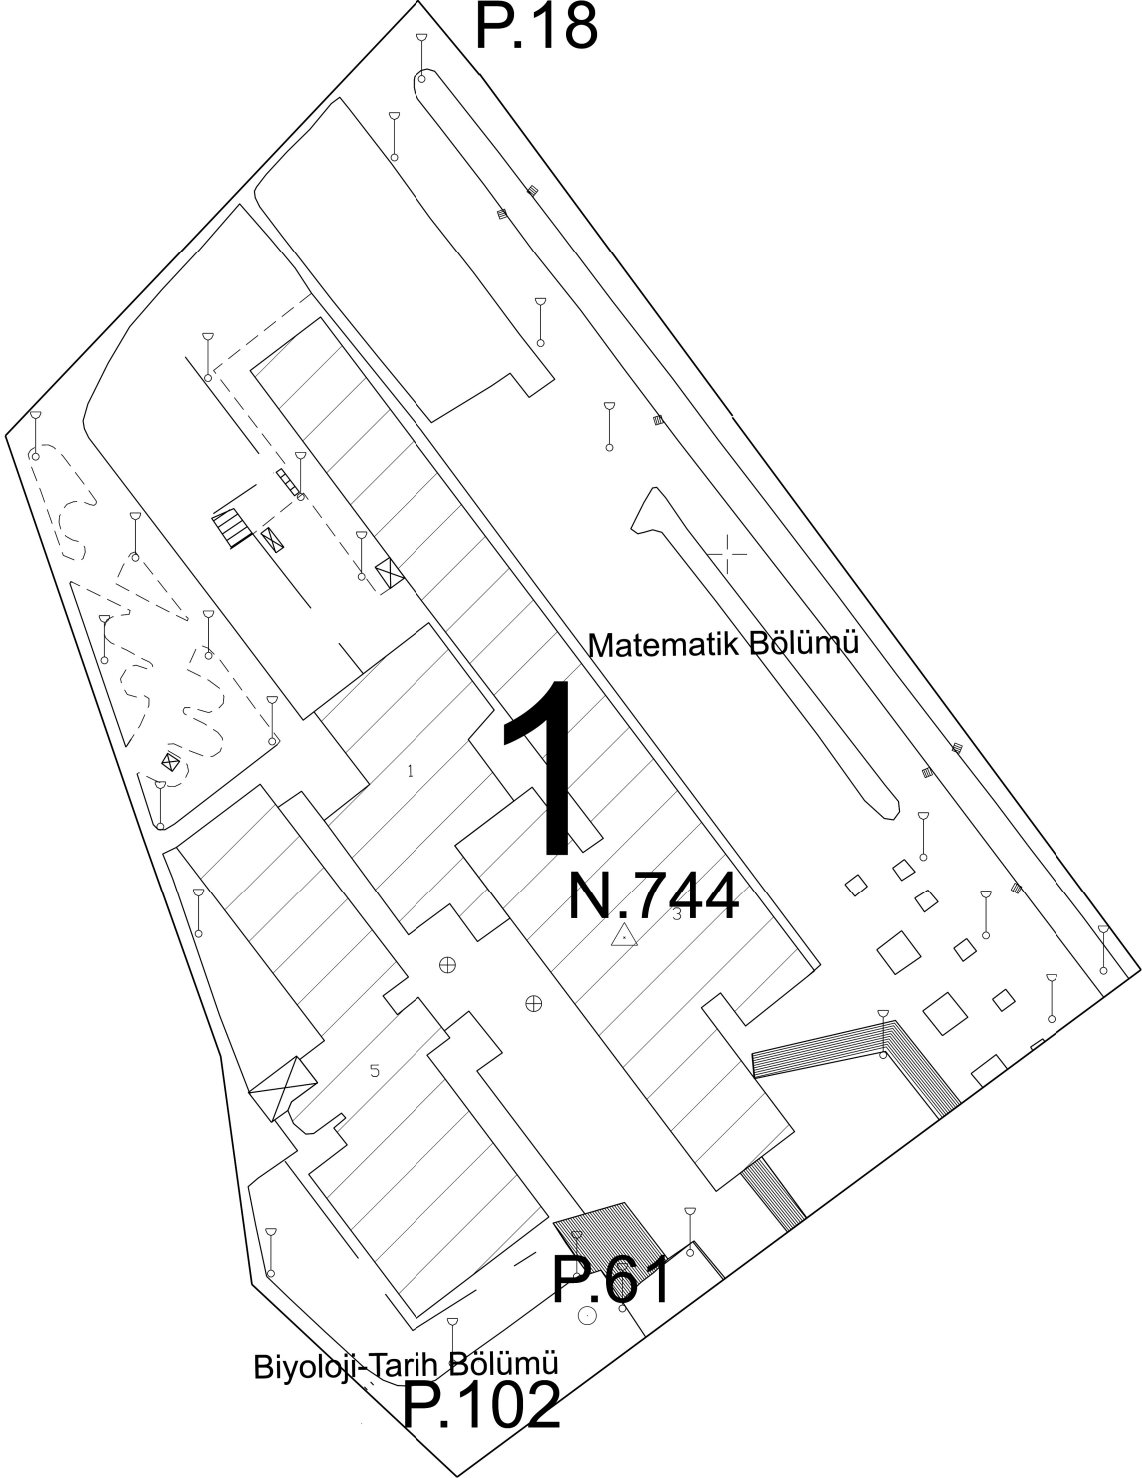 P.18
Matematik Bölümü
1
1
N.744
3
5
P.61
Biyoloji-Tarih Bölümü
P.102